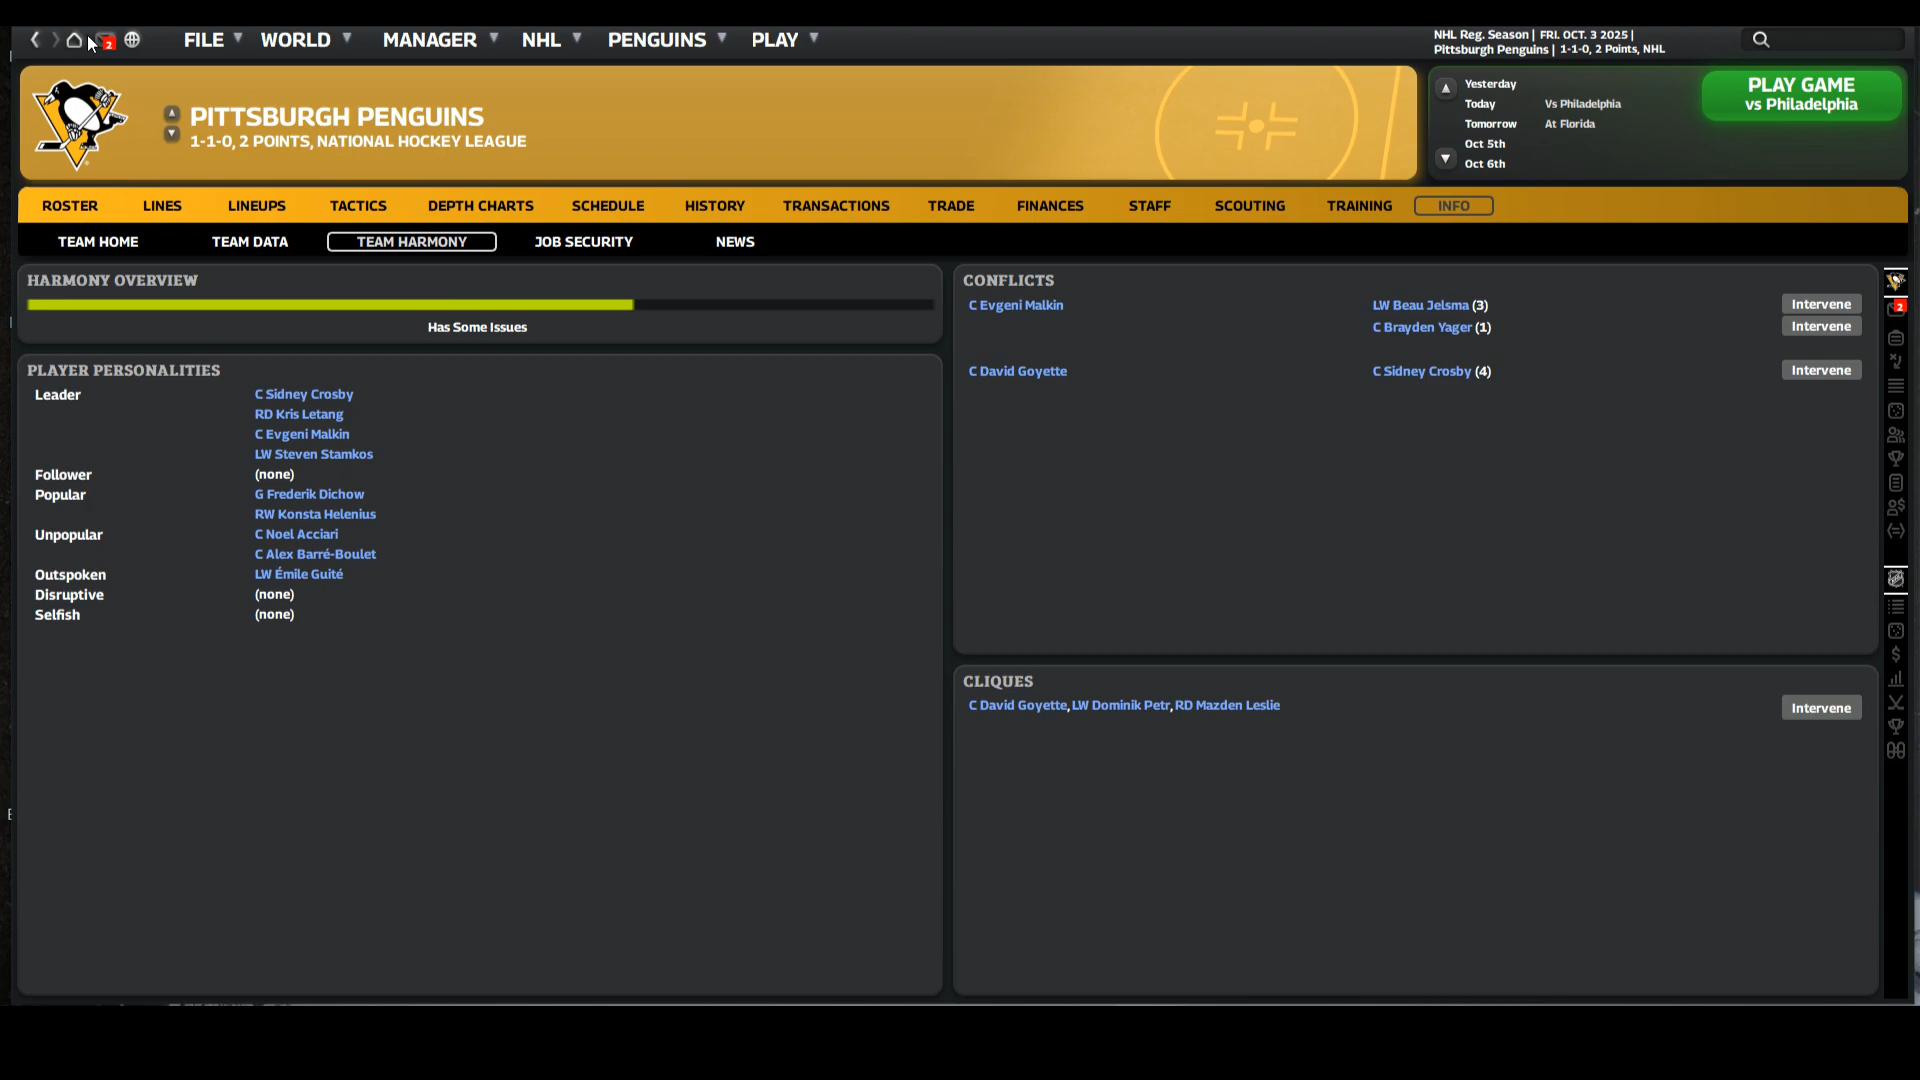 2
FILE WORLD MANAGER NHL PENGUINS PLAY
NHL Reg. Season | FRI. OCT. 3 2025 |
Pittsburgh Penguins | 1-1-0, 2 Points, NHL
PITTSBURGH PENGUINS
1-1-0, 2 POINTS, NATIONAL HOCKEY LEAGUE
Yesterday
Today Vs Philadelphia
Tomorrow At Florida
Oct 5th
Oct 6th
PLAY GAME
vs Philadelphia
ROSTER LINES LINEUPS TACTICS DEPTH CHARTS SCHEDULE HISTORY TRANSACTIONS TRADE FINANCES STAFF SCOUTING TRAINING INFO
TEAM HOME TEAM DATA TEAM HARMONY JOB SECURITY NEWS
HARMONY OVERVIEW
Has Some Issues
PLAYER PERSONALITIES
Leader C Sidney Crosby
RD Kris Letang
C Evgeni Malkin
LW Steven Stamkos
Follower (none)
Popular G Frederik Dichow
RW Konsta Helenius
Unpopular C Noel Acciari
C Alex Barré-Boulet
Outspoken LW Émile Guité
Disruptive (none)
Selfish (none)
CONFLICTS
C Evgeni Malkin LW Beau Jelsma (3) Intervene
C Brayden Yager (1) Intervene
C David Goyette C Sidney Crosby (4) Intervene
CLIQUES
C David Goyette, LW Dominik Petr, RD Mazden Leslie Intervene
2